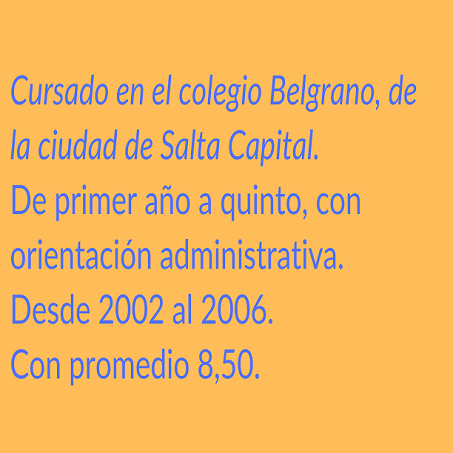 Cursado en el colegio Belgrano, de
la ciudad de Salta Capital.
De primer año a quinto, con
orientación administrativa.
Desde 2002 al 2006.
Con promedio 8,50.